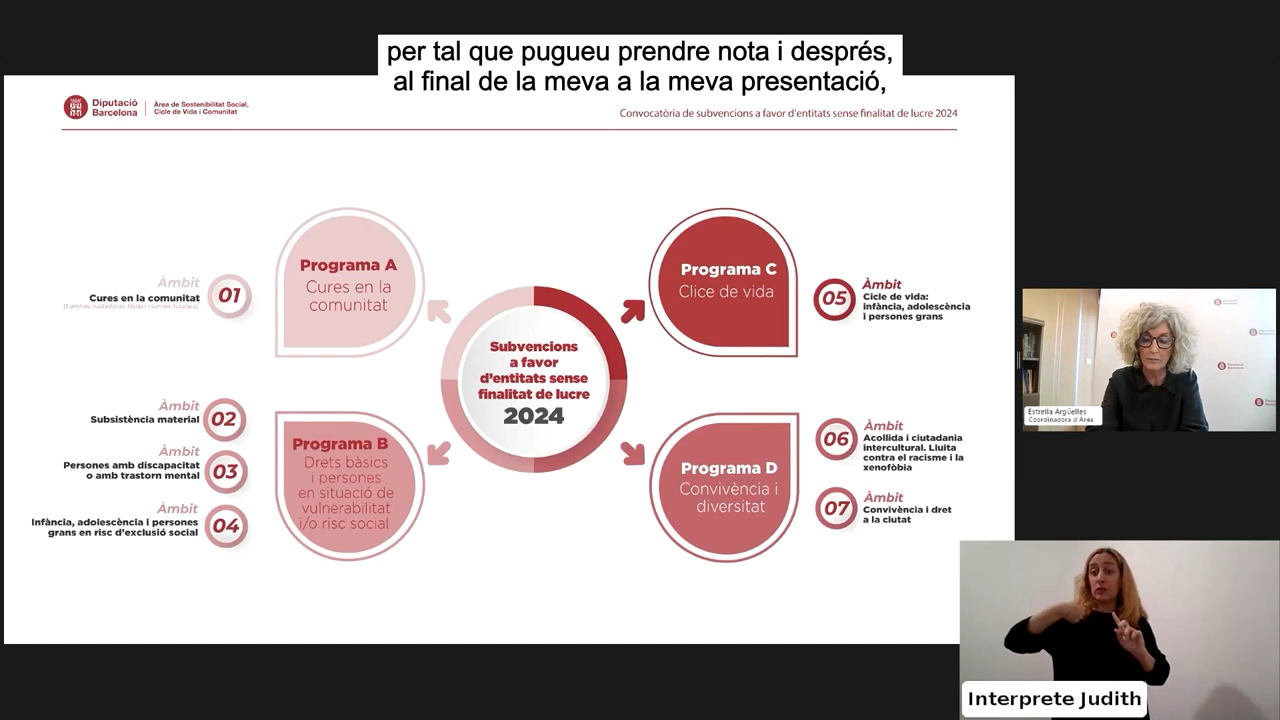 per tal que pugueu prendre nota i després,
al final de la meva a la meva presentació,
Diputació
Barcelona
Àrea de Sostenibilitat Social,
Cicle de Vida i Comunitat
Convocatòria de subvencions a favor d'entitats sense finalitat de lucre 2024
Àmbit
Cures en la comunitat
01
Programa A
Cures en la
comunitat
Programa C
Clice de vida
05
Àmbit
Cicle de vida:
infància, adolescència
i persones grans
Subvencions
a favor
d'entitats sense
finalitat de lucre
2024
Àmbit
Subsistència material
02
Àmbit
Persones amb discapacitat
o amb trastorn mental
03
Àmbit
Infància, adolescència i persones
grans en risc d'exclusió social
04
Programa B
Drets bàsics
i persones
en situació de
vulnerabilitat
i/o risc social
Programa D
Convivència i
diversitat
06
Àmbit
Acollida i ciutadania
intercultural. Lluita
contra el racisme i la
xenofòbia
07
Àmbit
Convivència i dret
a la ciutat
Estrella Argüelles
Coordinadora d'Àrea
Interprete Judith